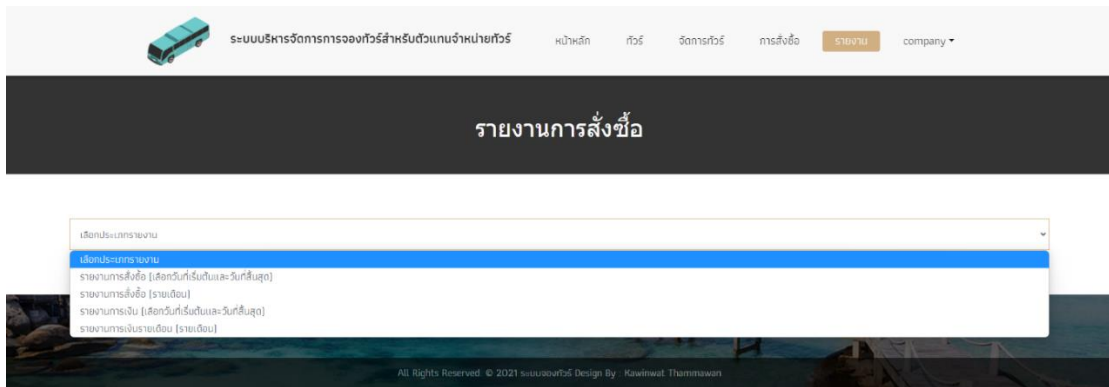 ระบบบริหารจัดการการจองทัวร์สำหรับตัวแทนจำหน่ายทัวร์ หน้าหลัก ทัวร์ จัดการทัวร์ การสั่งซื้อ รายงาน company
รายงานการสั่งซื้อ
เลือกประเภทรายงาน
เลือกประเภทรายงาน
รายงานการสั่งซื้อ (เลือกวันที่เริ่มต้นและวันที่สิ้นสุด)
รายงานการสั่งซื้อ (รายเดือน)
รายงานการเงิน (เลือกวันที่เริ่มต้นและวันที่สิ้นสุด)
รายงานการเงินรายเดือน (รายเดือน)
All Rights Reserved. © 2021 ระบบจองทัวร์ Design By : Kawinwat Thammawan